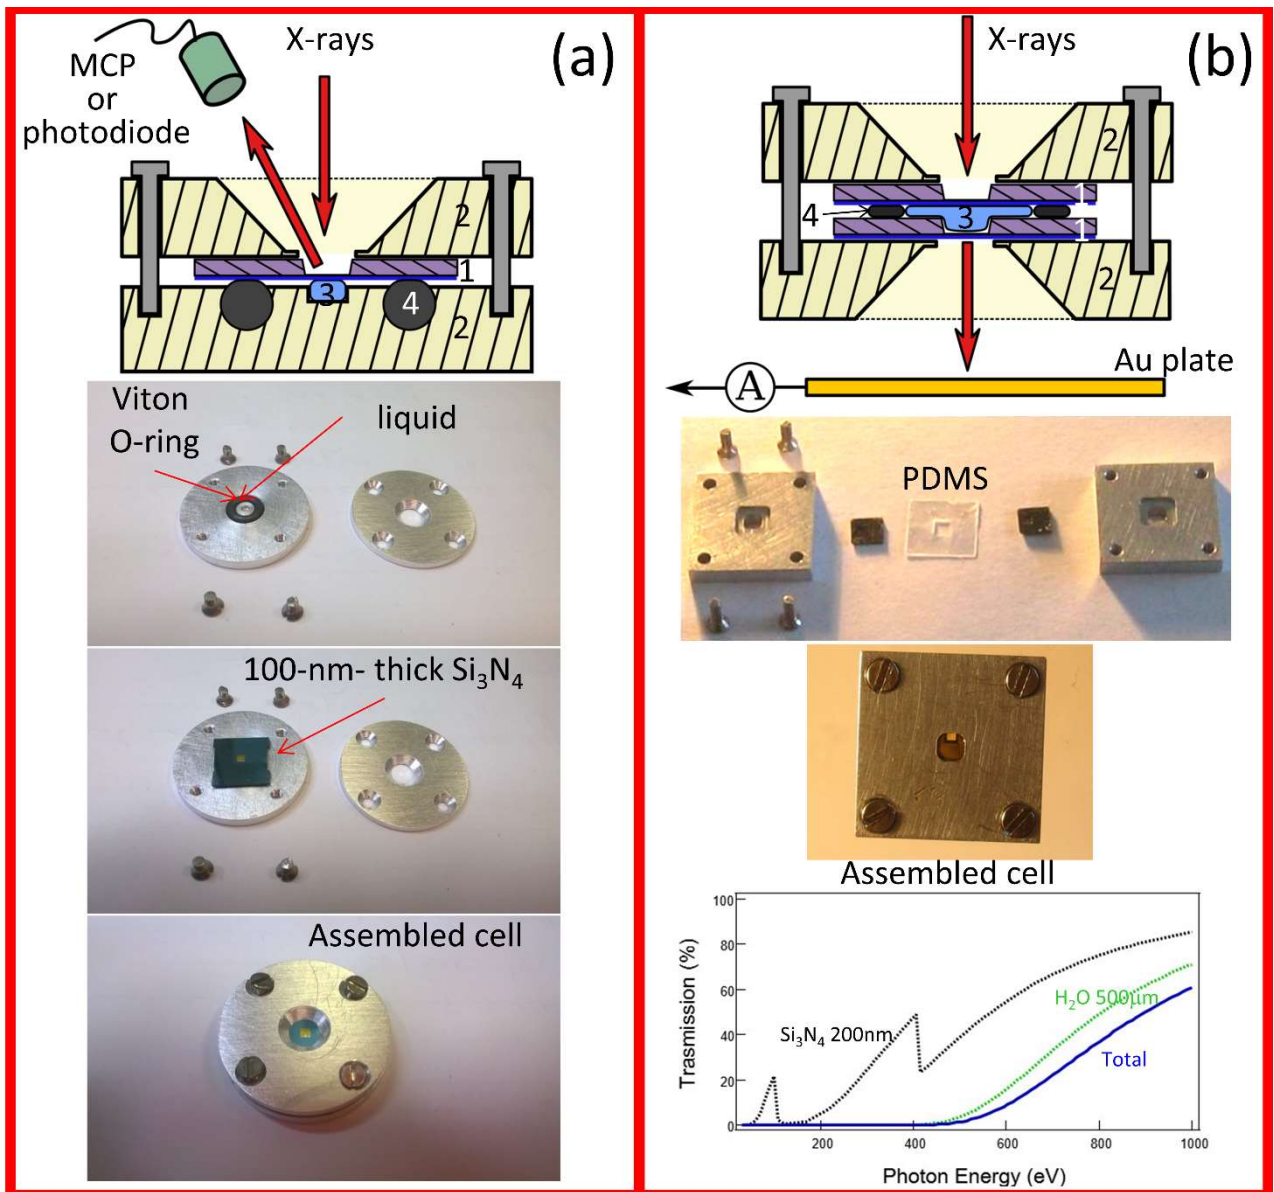 (a)
X-rays
MCP
or
photodiode
2
1
3
4
2
Viton
O-ring
liquid
100-nm- thick Si₃N₄
Assembled cell
(b)
X-rays
2
1
4
3
1
2
Au plate
A
PDMS
Assembled cell
Trasmission (%)
100
80
60
40
20
0
H₂O 500μm
Si₃N₄ 200nm
Total
200
400
600
800
1000
Photon Energy (eV)